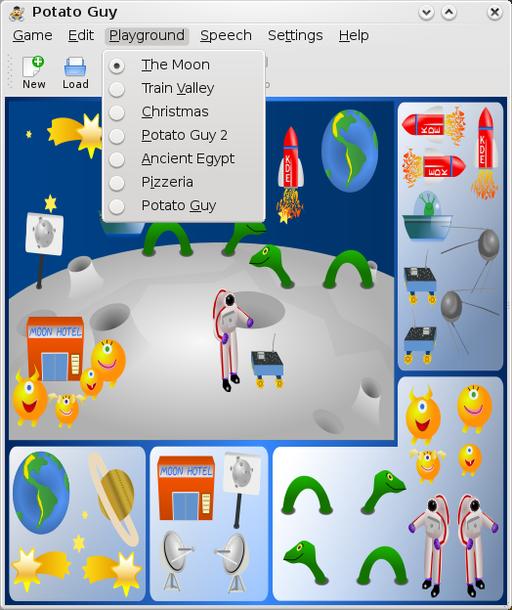 Potato Guy
Game Edit Playground Speech Settings Help
New Load
The Moon
Train Valley
Christmas
Potato Guy 2
Ancient Egypt
Pizzeria
Potato Guy
KDE
KDE
KDE
KDE
MOON HOTEL
MOON HOTEL